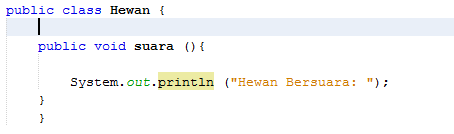 public class Hewan {
public void suara (){
System.out.println ("Hewan Bersuara: ");
}
}